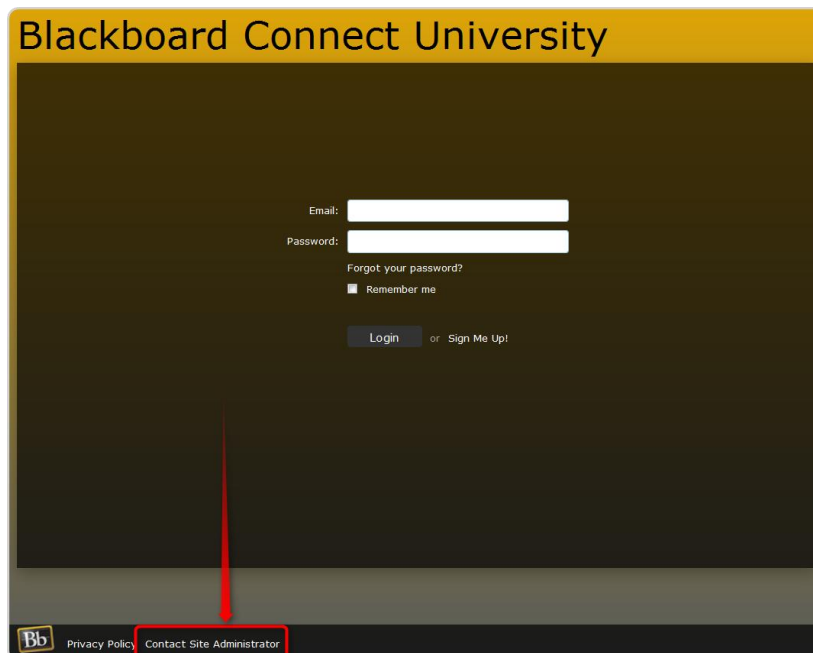 Blackboard Connect University
Email:
Password:
Forgot your password?
Remember me
Login or Sign Me Up!
Bb Privacy Policy Contact Site Administrator